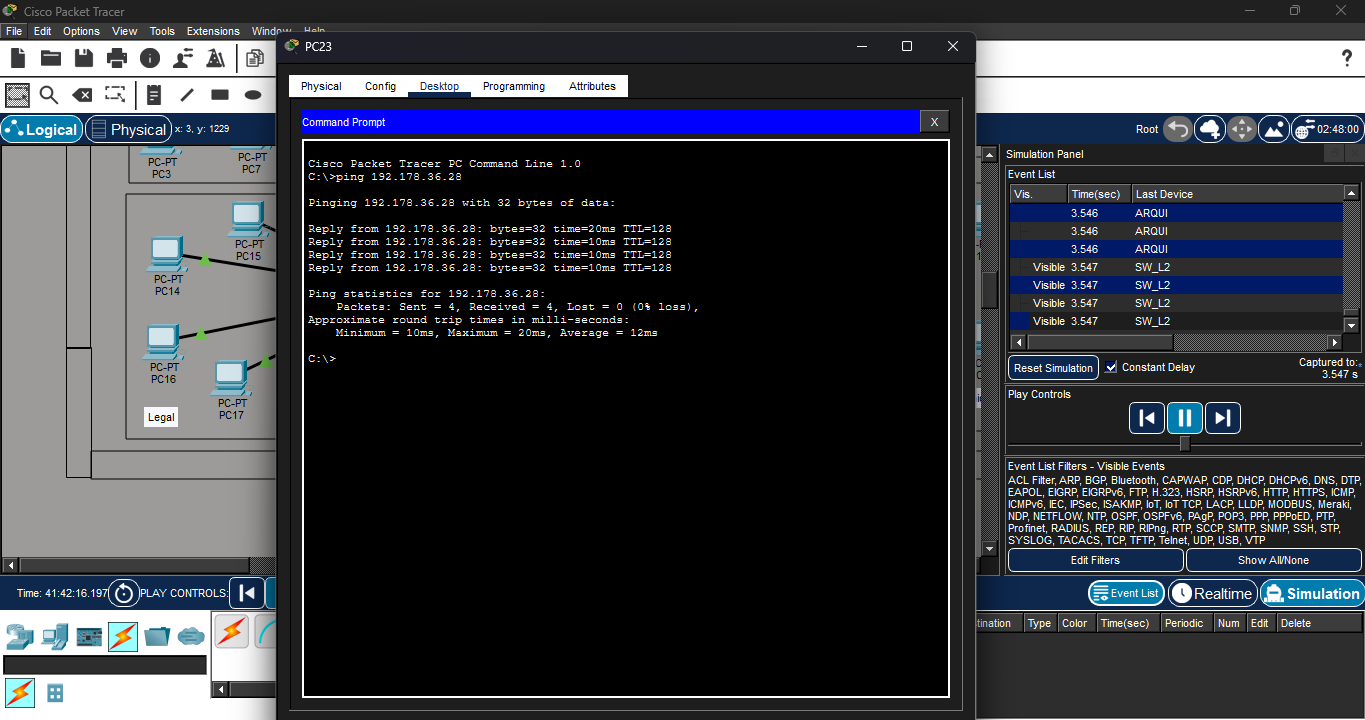 Cisco Packet Tracer
File Edit Options View Tools Extensions Window Help
PC23
Physical Config Desktop Programming Attributes
Logical Physical x: 3, y: 1229
Root 02:48:00
Command Prompt X
Cisco Packet Tracer PC Command Line 1.0
C:\>ping 192.178.36.28
Pinging 192.178.36.28 with 32 bytes of data:
Reply from 192.178.36.28: bytes=32 time=20ms TTL=128
Reply from 192.178.36.28: bytes=32 time=10ms TTL=128
Reply from 192.178.36.28: bytes=32 time=10ms TTL=128
Reply from 192.178.36.28: bytes=32 time=10ms TTL=128
Ping statistics for 192.178.36.28:
Packets: Sent = 4, Received = 4, Lost = 0 (0% loss),
Approximate round trip times in milli-seconds:
Minimum = 10ms, Maximum = 20ms, Average = 12ms
C:\>
PC-PT
PC3
PC-PT
PC7
PC-PT
PC15
PC-PT
PC14
PC-PT
PC16
PC-PT
PC17
Legal
Simulation Panel
Event List
Vis. Time(sec) Last Device
3.546 ARQUI
3.546 ARQUI
3.546 ARQUI
Visible 3.547 SW_L2
Visible 3.547 SW_L2
Visible 3.547 SW_L2
Visible 3.547 SW_L2
Reset Simulation Constant Delay
Captured to:
3.547 s
Play Controls
Event List Filters - Visible Events
ACL Filter, ARP, BGP, Bluetooth, CAPWAP, CDP, DHCP, DHCPv6, DNS, DTP,
EAPOL, EIGRP, EIGRPv6, FTP, H.323, HSRP, HSRPv6, HTTP, HTTPS, ICMP,
ICMPv6, IEC, IPSec, ISAKMP, IoT, IoT TCP, LACP, LLDP, MODBUS, Meraki,
NDP, NETFLOW, NTP, OSPF, OSPFv6, PAgP, POP3, PPP, PPPoED, PTP,
Profinet, RADIUS, REP, RIP, RIPng, RTP, SCCP, SMTP, SNMP, SSH, STP,
SYSLOG, TACACS, TCP, TFTP, Telnet, UDP, USB, VTP
Edit Filters Show All/None
Time: 41:42:16.197 PLAY CONTROLS:
Event List Realtime Simulation
tination Type Color Time(sec) Periodic Num Edit Delete